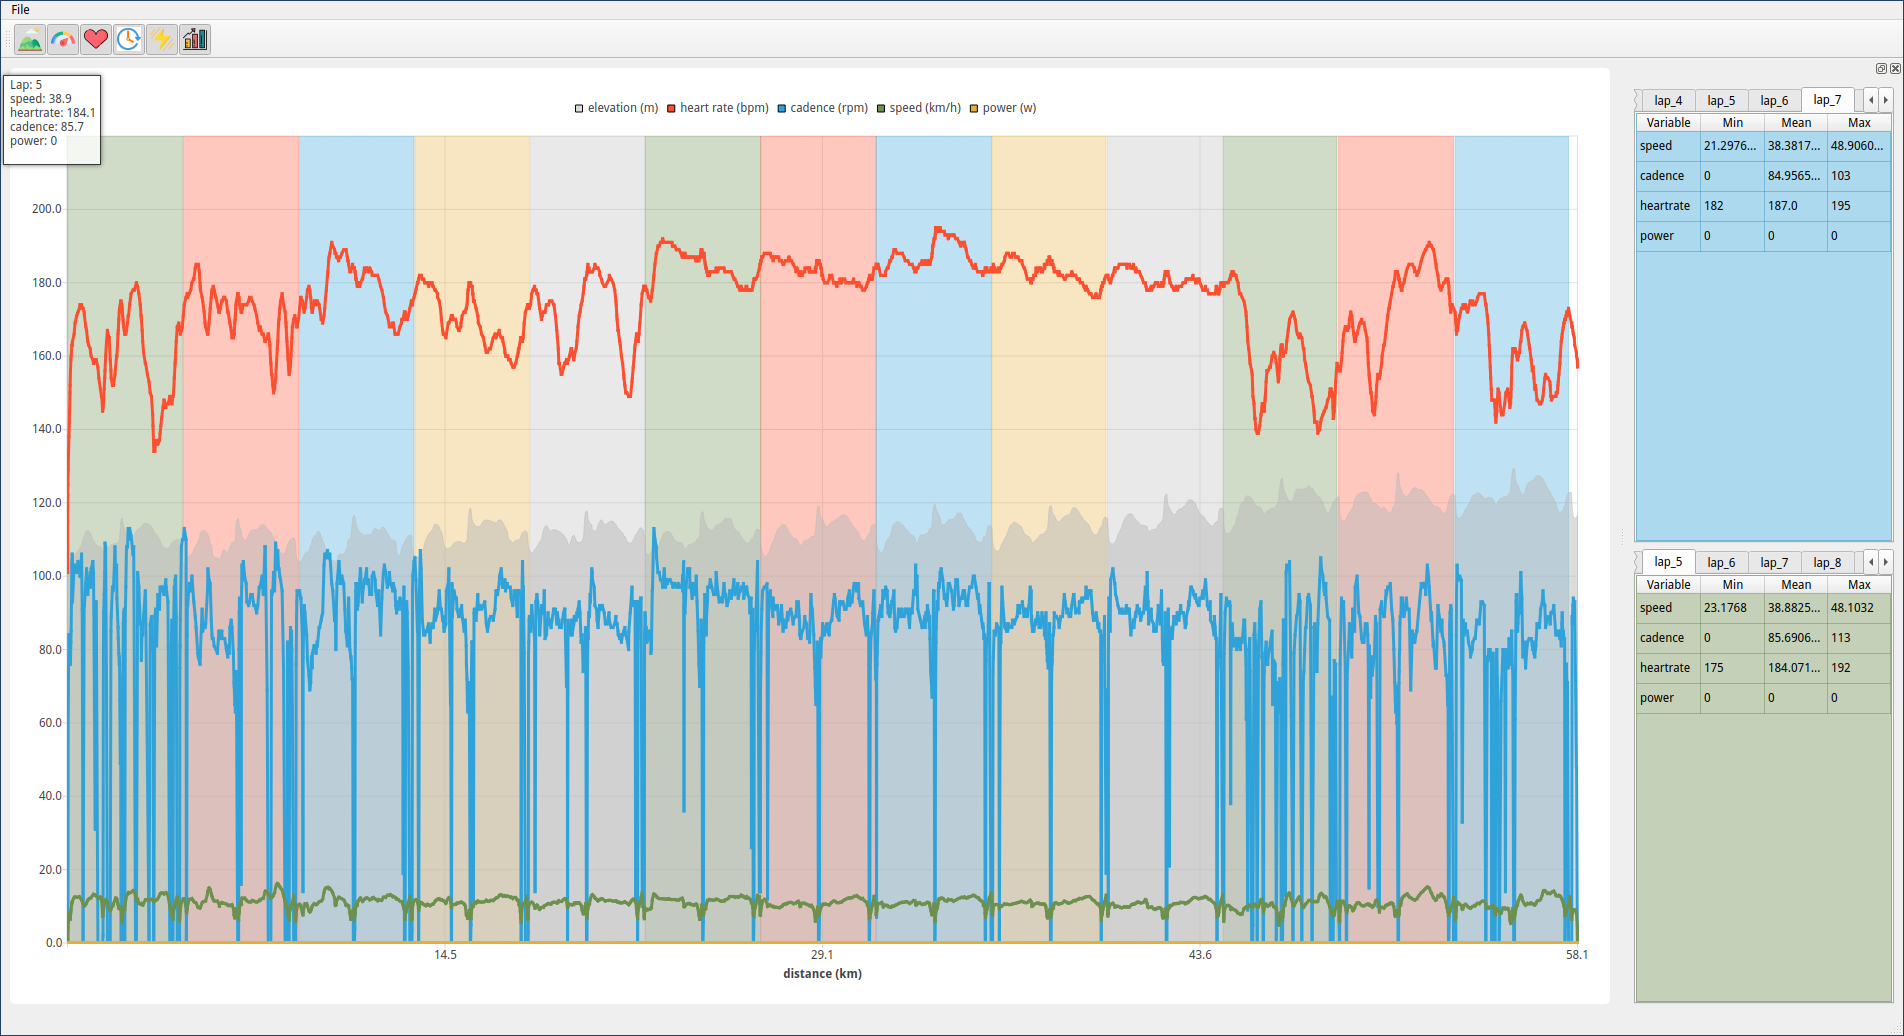 File
Lap: 5
speed: 38.9
heartrate: 184.1
cadence: 85.7
power: 0
elevation (m) heart rate (bpm) cadence (rpm) speed (km/h) power (w)
200.0
180.0
160.0
140.0
120.0
100.0
80.0
60.0
40.0
20.0
0.0
14.5 29.1 43.6 58.1
distance (km)
lap_4 lap_5 lap_6 lap_7
Variable Min Mean Max
speed 21.2976... 38.3817... 48.9060...
cadence 0 84.9565... 103
heartrate 182 187.0 195
power 0 0 0
lap_5 lap_6 lap_7 lap_8
Variable Min Mean Max
speed 23.1768 38.8825... 48.1032
cadence 0 85.6906... 113
heartrate 175 184.071... 192
power 0 0 0